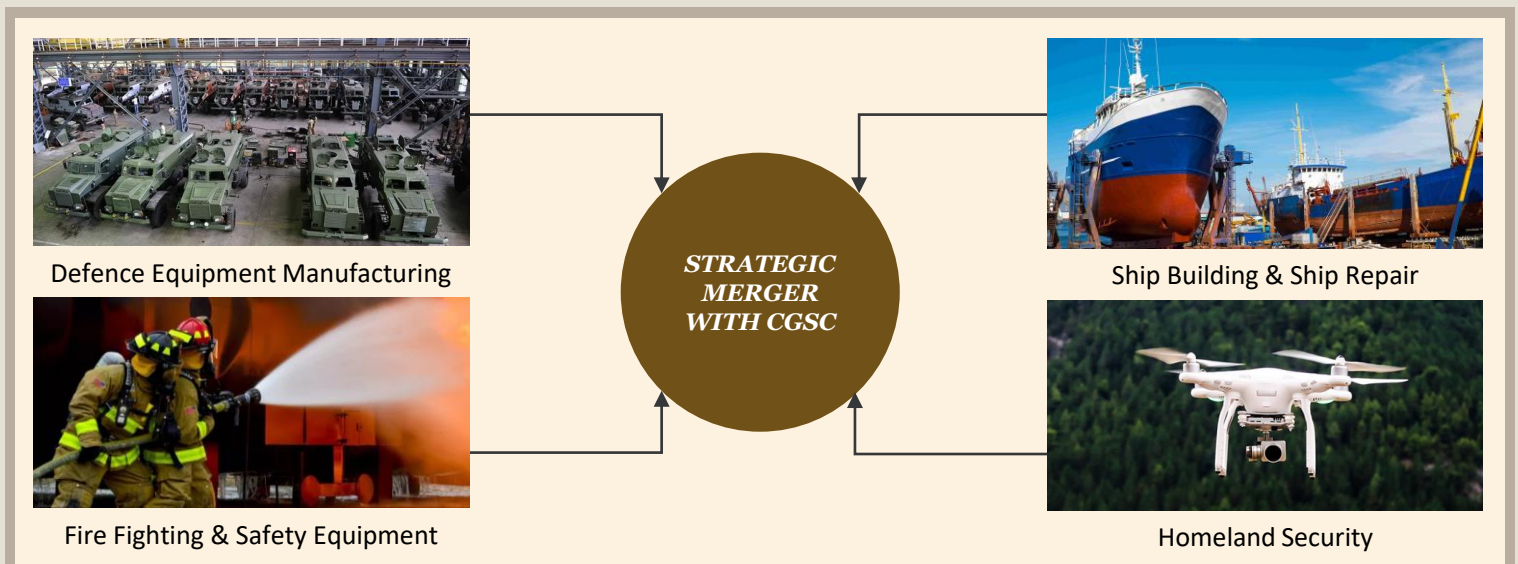 Defence Equipment Manufacturing
Fire Fighting & Safety Equipment
STRATEGIC
MERGER
WITH CGSC
Ship Building & Ship Repair
Homeland Security